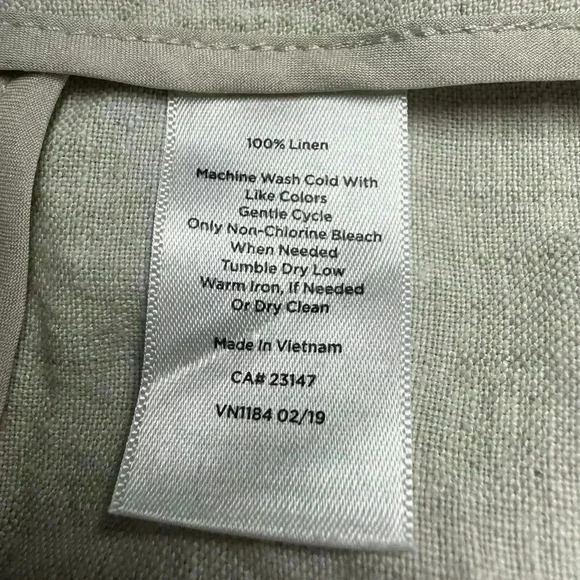 100% Linen
Machine Wash Cold With
Like Colors
Gentle Cycle
Only Non-Chlorine Bleach
When Needed
Tumble Dry Low
Warm Iron, If Needed
Or Dry Clean
Made In Vietnam
CA# 23147
VN1184 02/19